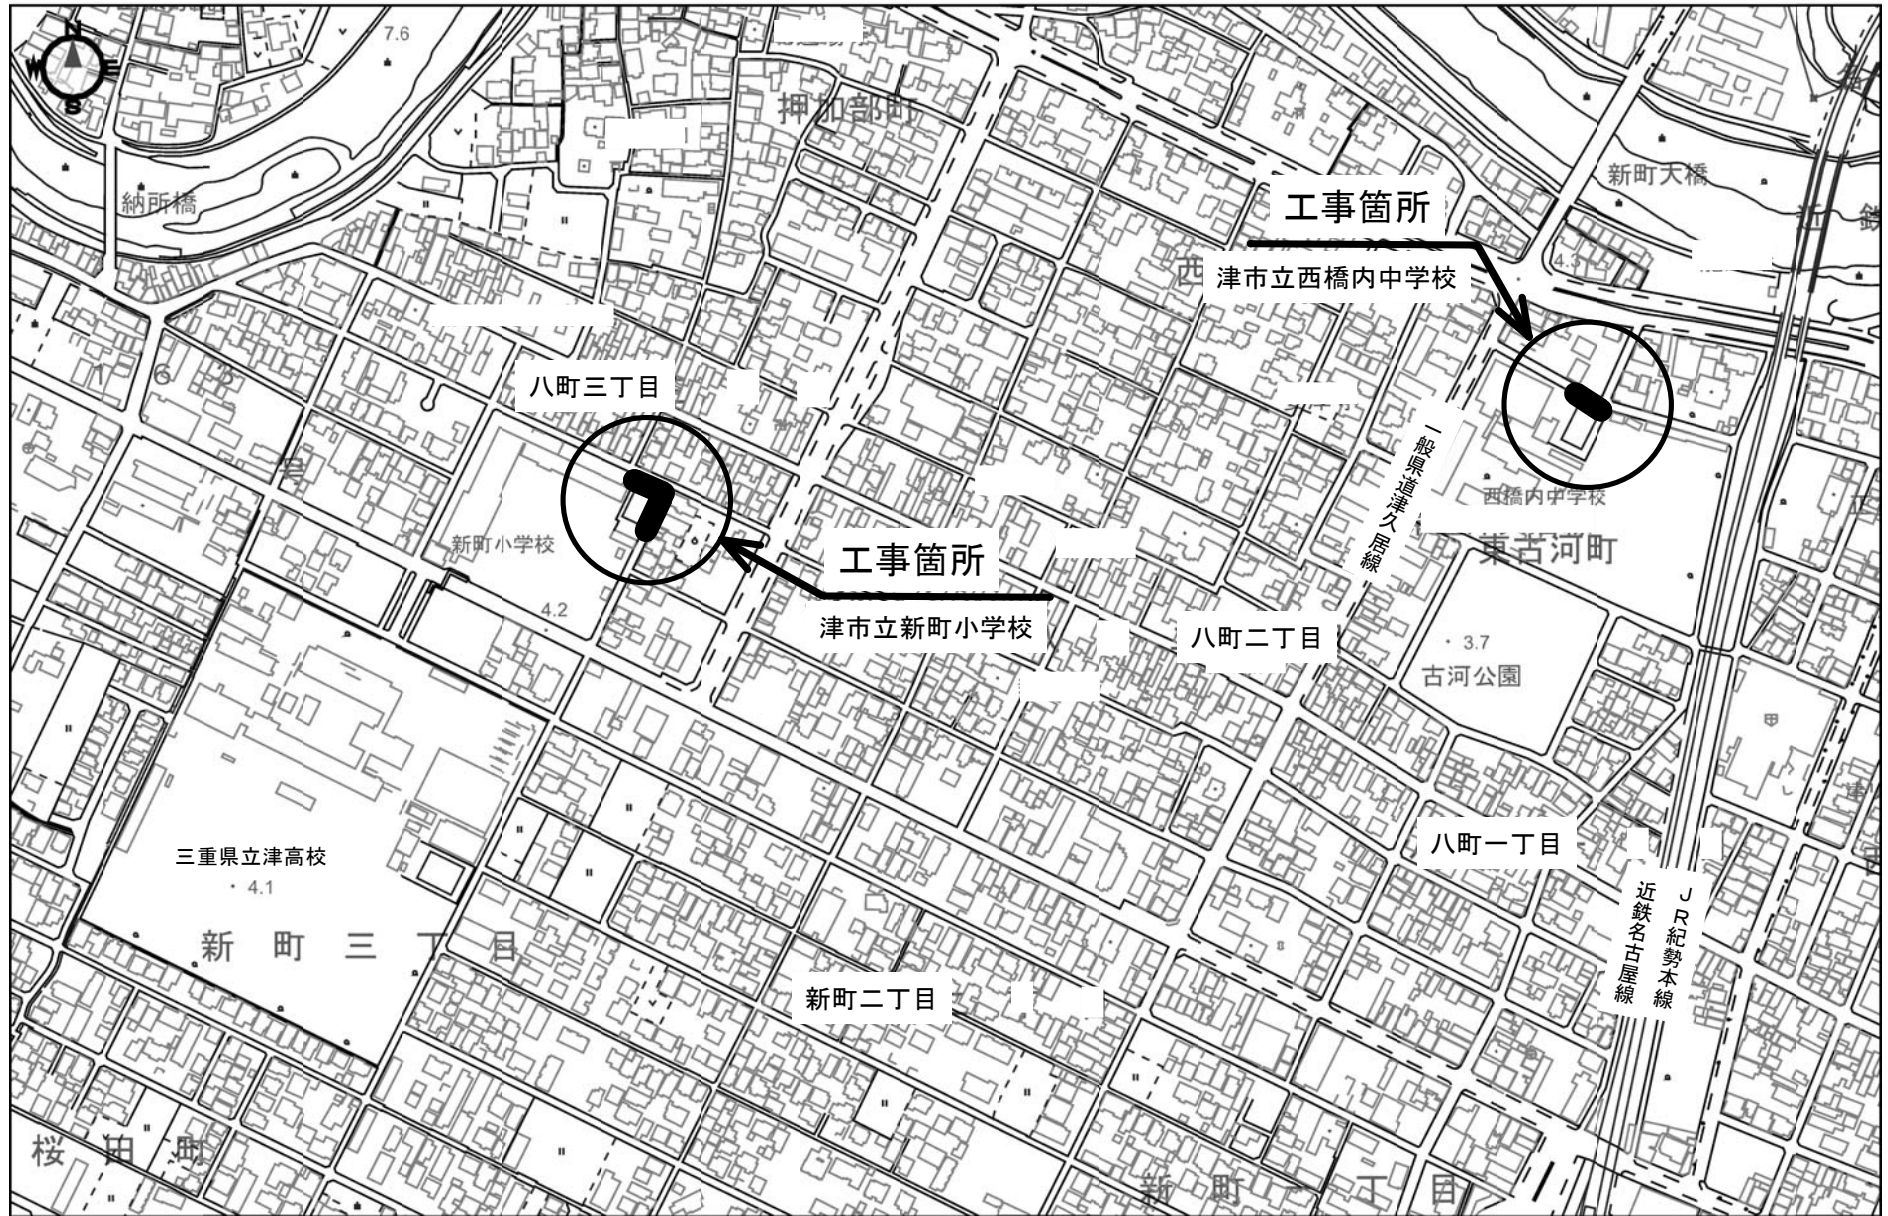 N
W
E
S
7.6
押加部町
納所橋
新町大橋
近鉄
工事箇所
津市立西橋内中学校
西
4.3
163
号
八町三丁目
一般県道津久居線
西橋内中学校
東古河町
新町小学校
工事箇所
津市立新町小学校
4.2
八町二丁目
3.7
古河公園
八町一丁目
三重県立津高校
4.1
新町三丁目
JR紀勢本線
近鉄名古屋線
新町二丁目
桜田町
新町一丁目